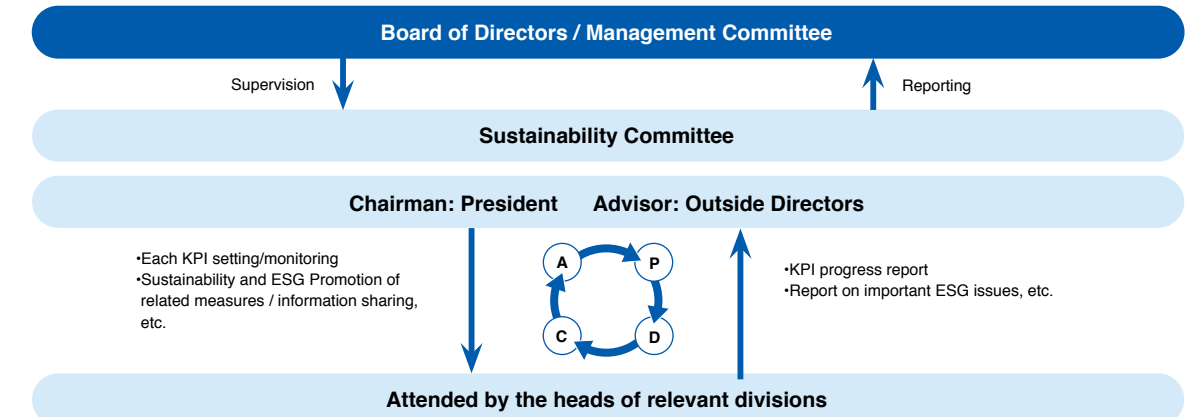 Board of Directors / Management Committee
Supervision
Reporting
Sustainability Committee
Chairman: President Advisor: Outside Directors
•Each KPI setting/monitoring
•Sustainability and ESG Promotion of
related measures / information sharing,
etc.
A
P
C
D
•KPI progress report
•Report on important ESG issues, etc.
Attended by the heads of relevant divisions